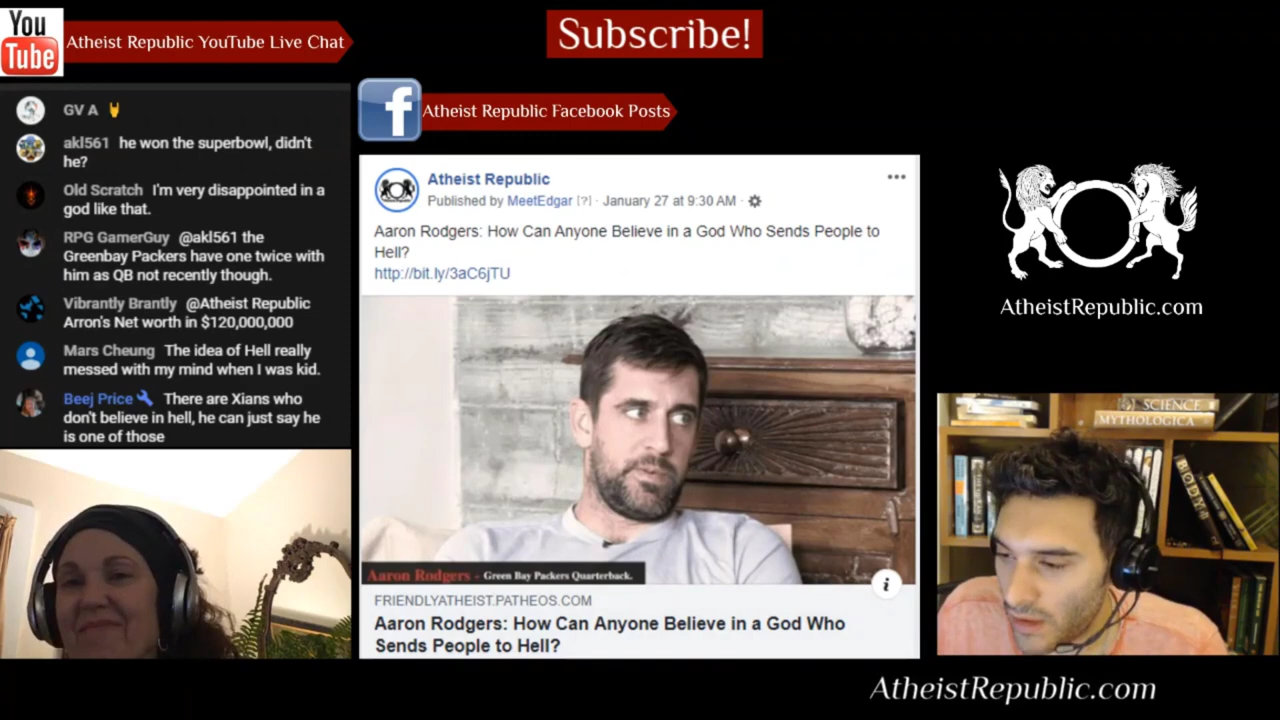 You
Tube
Atheist Republic YouTube Live Chat
Subscribe!
GV A
akl561 he won the superbowl, didn't
he?
Old Scratch I'm very disappointed in a
god like that.
RPG GamerGuy @akl561 the
Greenbay Packers have one twice with
him as QB not recently though.
Vibrantly Brantly @Atheist Republic
Arron's Net worth in $120,000,000
Mars Cheung The idea of Hell really
messed with my mind when I was kid.
Beej Price There are Xians who
don't believe in hell, he can just say he
is one of those
f
Atheist Republic Facebook Posts
Atheist Republic
Published by MeetEdgar [?] · January 27 at 9:30 AM ·
Aaron Rodgers: How Can Anyone Believe in a God Who Sends People to
Hell?
http://bit.ly/3aC6jTU
Aaron Rodgers - Green Bay Packers Quarterback.
i
FRIENDLYATHEIST.PATHEOS.COM
Aaron Rodgers: How Can Anyone Believe in a God Who
Sends People to Hell?
AtheistRepublic.com
SCIENCE
MYTHOLOGICA
BODY
AtheistRepublic.com